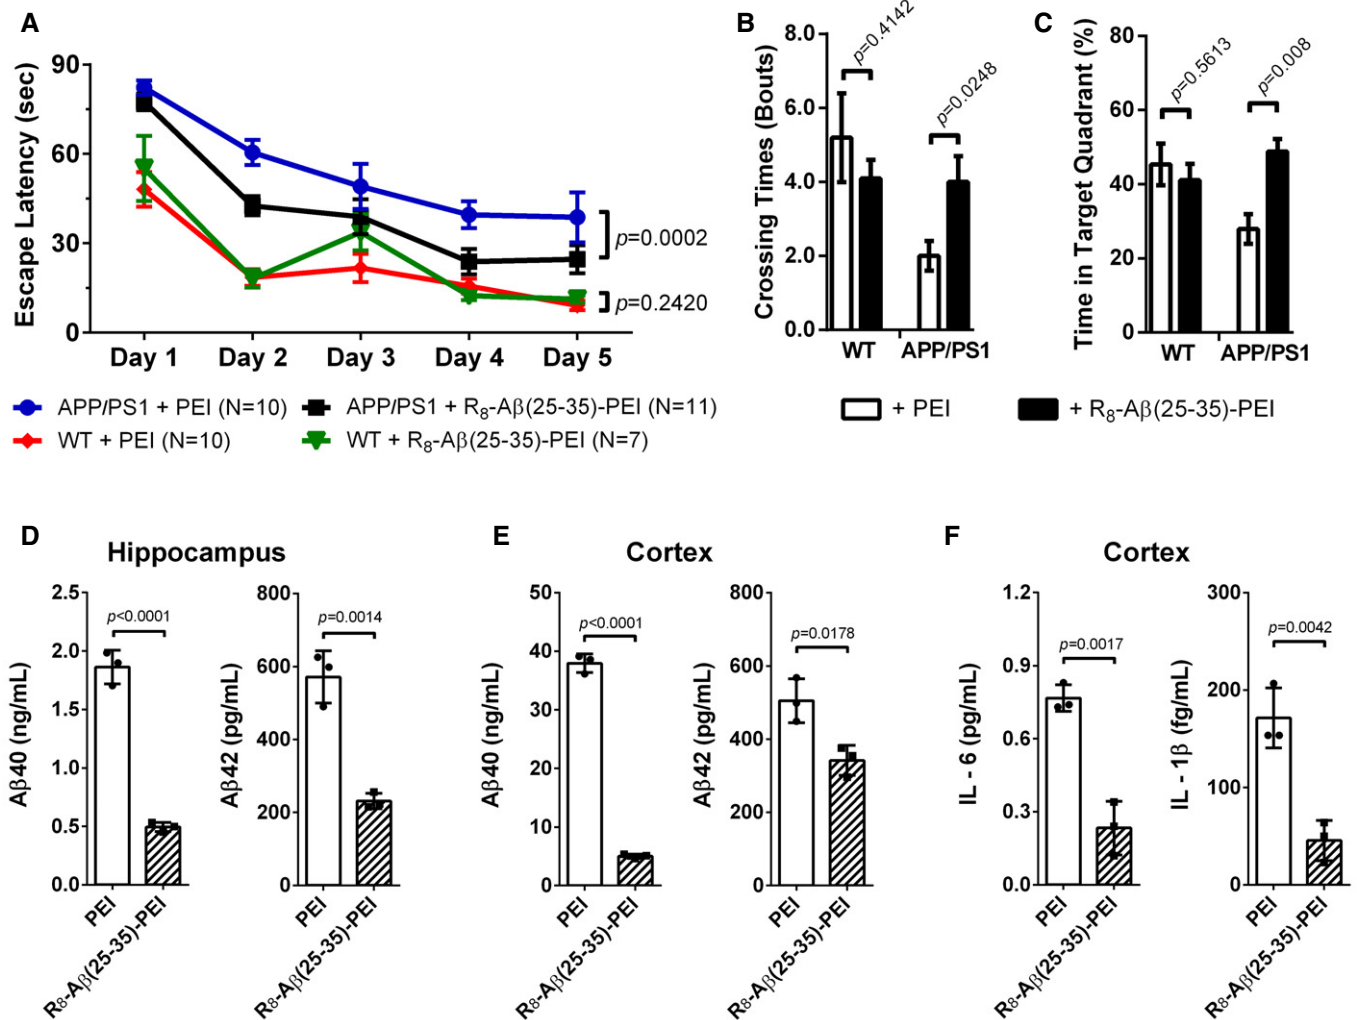 A
Escape Latency (sec)
90
60
30
0
Day 1 Day 2 Day 3 Day 4 Day 5
p=0.0002
p=0.2420
APP/PS1 + PEI (N=10)
APP/PS1 + R8-Aβ(25-35)-PEI (N=11)
WT + PEI (N=10)
WT + R8-Aβ(25-35)-PEI (N=7)
B
Crossing Times (Bouts)
8.0
6.0
4.0
2.0
0.0
p=0.4142
p=0.0248
WT APP/PS1
C
Time in Target Quadrant (%)
80
60
40
20
0
p=0.5613
p=0.008
WT APP/PS1
+ PEI
+ R8-Aβ(25-35)-PEI
D
Hippocampus
Aβ40 (ng/mL)
2.5
2.0
1.5
1.0
0.5
0.0
p<0.0001
PEI
R8-Aβ(25-35)-PEI
Aβ42 (pg/mL)
800
600
400
200
0
p=0.0014
PEI
R8-Aβ(25-35)-PEI
E
Cortex
Aβ40 (ng/mL)
50
40
30
20
10
0
p<0.0001
PEI
R8-Aβ(25-35)-PEI
Aβ42 (pg/mL)
800
600
400
200
0
p=0.0178
PEI
R8-Aβ(25-35)-PEI
F
Cortex
IL - 6 (pg/mL)
1.2
0.9
0.6
0.3
0.0
p=0.0017
PEI
R8-Aβ(25-35)-PEI
IL - 1β (fg/mL)
300
200
100
0
p=0.0042
PEI
R8-Aβ(25-35)-PEI